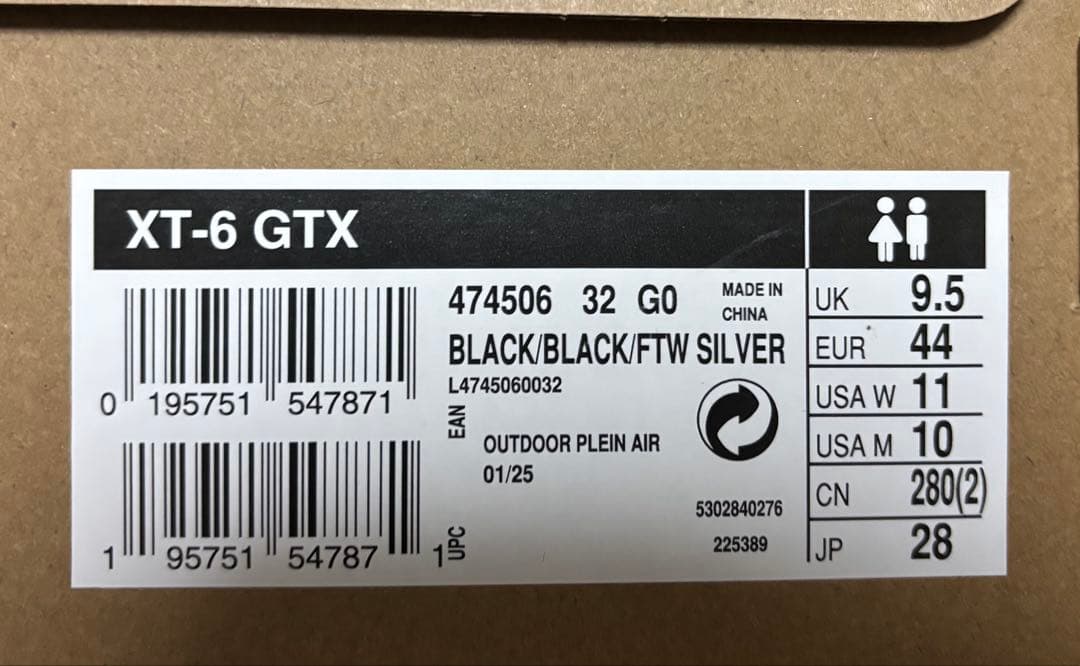 XT-6 GTX
0 195751 547871
1 95751 54787 1
EAN
UPC
474506 32 G0
MADE IN
CHINA
BLACK/BLACK/FTW SILVER
L4745060032
OUTDOOR PLEIN AIR
01/25
5302840276
225389
UK 9.5
EUR 44
USA W 11
USA M 10
CN 280(2)
JP 28